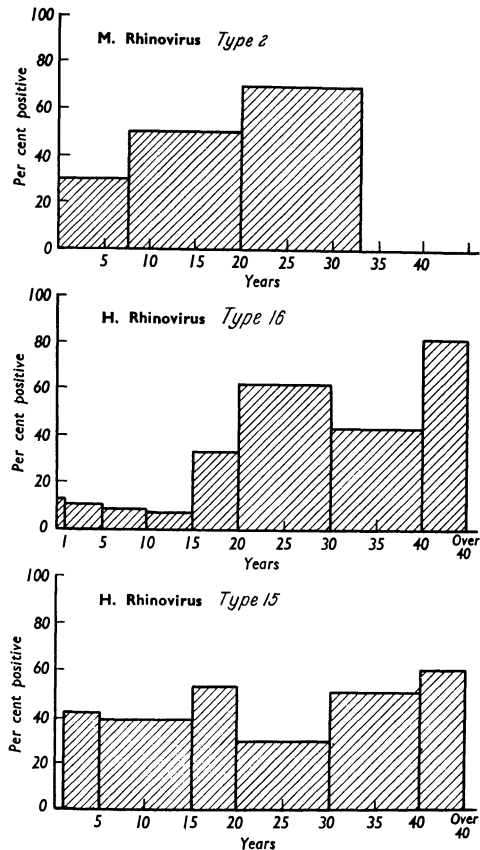 100
M. Rhinovirus Type 2
80
60
40
20
0
Per cent positive
5 10 15 20 25 30 35 40
Years
100
H. Rhinovirus Type 16
80
60
40
20
0
Per cent positive
1 5 10 15 20 25 30 35 40 Over
40
Years
100
H. Rhinovirus Type 15
80
60
40
20
0
Per cent positive
5 10 15 20 25 30 35 40 Over
40
Years